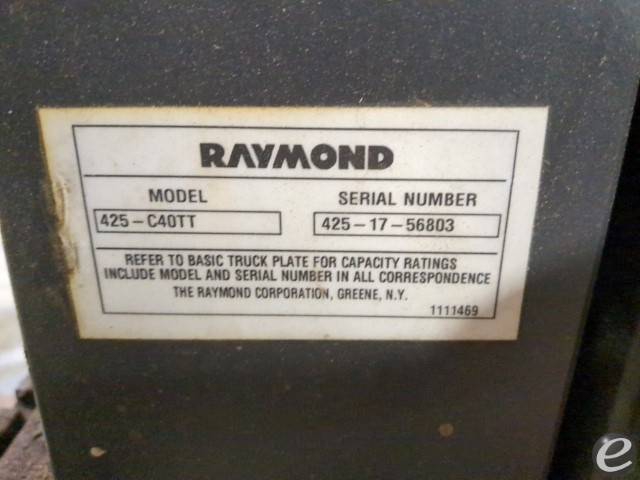 RAYMOND
MODEL SERIAL NUMBER
425-C40TT 425-17-56803
REFER TO BASIC TRUCK PLATE FOR CAPACITY RATINGS
INCLUDE MODEL AND SERIAL NUMBER IN ALL CORRESPONDENCE
THE RAYMOND CORPORATION, GREENE, N.Y.
1111469
e